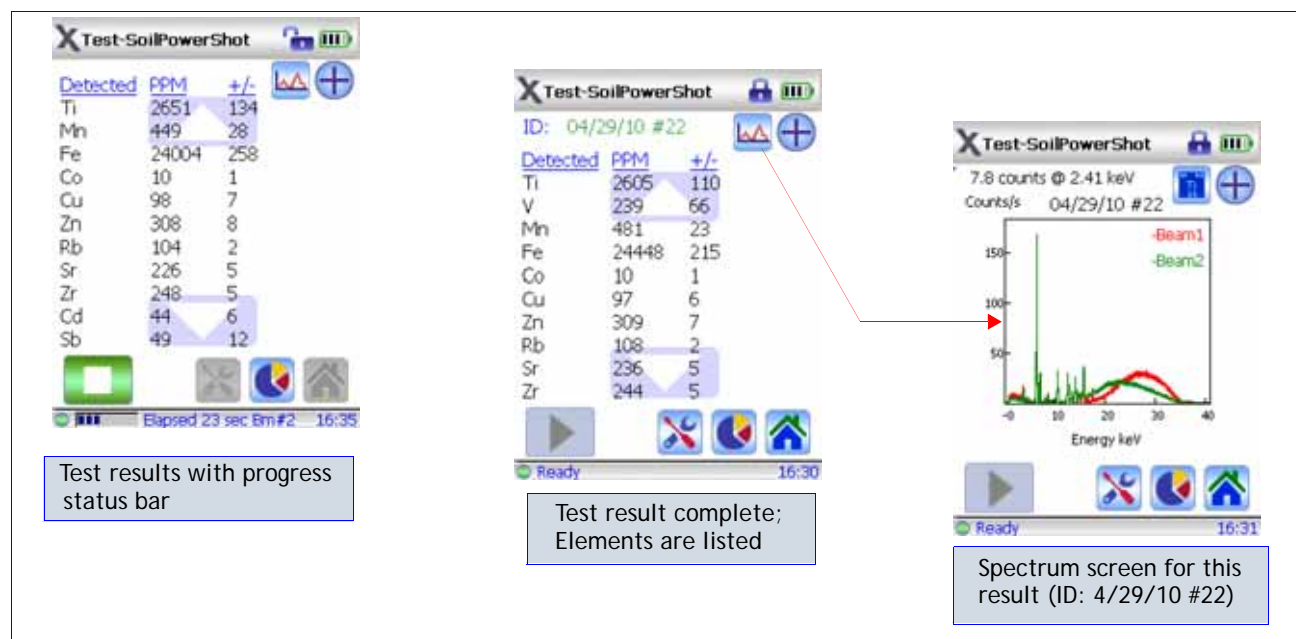 Test-SoilPowerShot
Detected PPM +/-
Ti 2651 134
Mn 449 28
Fe 24004 258
Co 10 1
Cu 98 7
Zn 308 8
Rb 104 2
Sr 226 5
Zr 248 5
Cd 44 6
Sb 49 12
Elapsed 23 sec Bm#2 16:35
Test results with progress
status bar
Test-SoilPowerShot
ID: 04/29/10 #22
Detected PPM +/-
Ti 2605 110
V 239 66
Mn 481 23
Fe 24448 215
Co 10 1
Cu 97 6
Zn 309 7
Rb 108 2
Sr 236 5
Zr 244 5
Ready 16:30
Test result complete;
Elements are listed
Test-SoilPowerShot
7.8 counts @ 2.41 keV
Counts/s 04/29/10 #22
-Beam1
-Beam2
150
100
50
-0 10 20 30 40
Energy keV
Ready 16:31
Spectrum screen for this
result (ID: 4/29/10 #22)